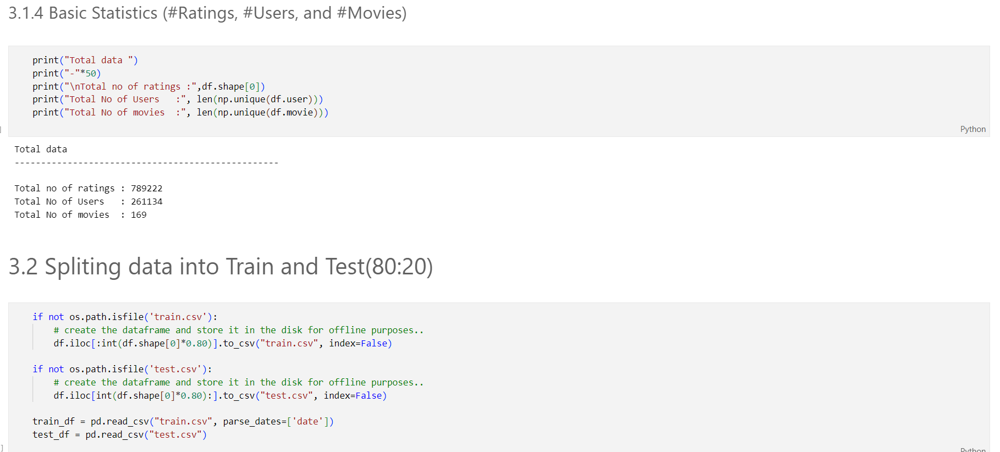 3.1.4 Basic Statistics (#Ratings, #Users, and #Movies)
print("Total data ")
print("-"*50)
print("\nTotal no of ratings :",df.shape[0])
print("Total No of Users   :", len(np.unique(df.user)))
print("Total No of movies  :", len(np.unique(df.movie)))
]
Python
Total data
--------------------------------------------------
Total no of ratings : 789222
Total No of Users   : 261134
Total No of movies  : 169
3.2 Spliting data into Train and Test(80:20)
if not os.path.isfile('train.csv'):
    # create the dataframe and store it in the disk for offline purposes..
    df.iloc[:int(df.shape[0]*0.80)].to_csv("train.csv", index=False)
if not os.path.isfile('test.csv'):
    # create the dataframe and store it in the disk for offline purposes..
    df.iloc[int(df.shape[0]*0.80):].to_csv("test.csv", index=False)
train_df = pd.read_csv("train.csv", parse_dates=['date'])
test_df = pd.read_csv("test.csv")
]
Python